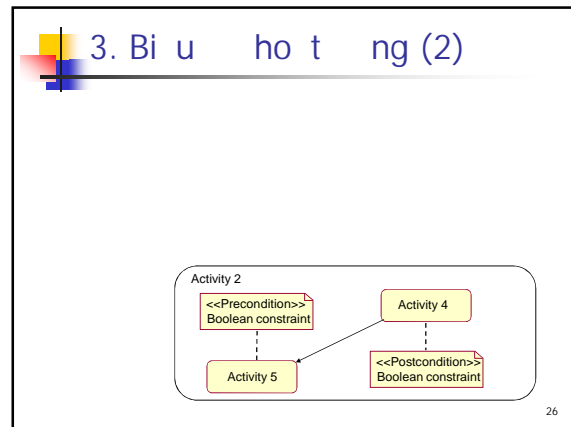 3. Bi u ho t ng (2)
Activity 2
<<Precondition>>
Boolean constraint
Activity 4
Activity 5
<<Postcondition>>
Boolean constraint
26